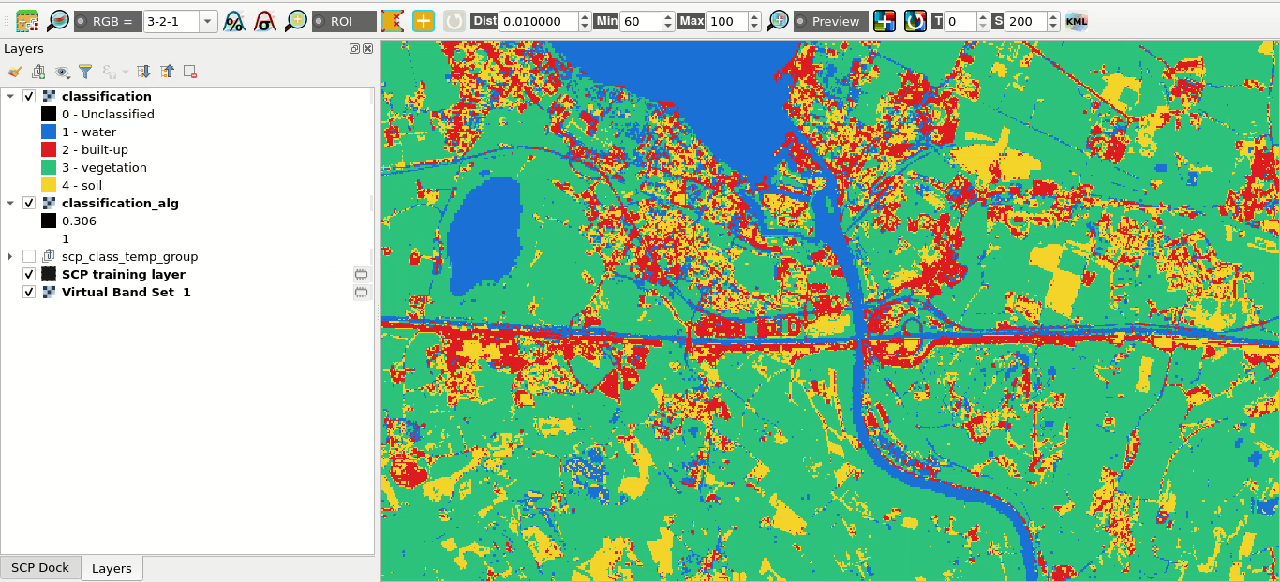 RGB = 3-2-1 ROI Dist 0.010000 Min 60 Max 100 Preview T 0 S 200 KML
Layers
classification
0 - Unclassified
1 - water
2 - built-up
3 - vegetation
4 - soil
classification_alg
0.306
1
scp_class_temp_group
SCP training layer
Virtual Band Set 1
SCP Dock Layers